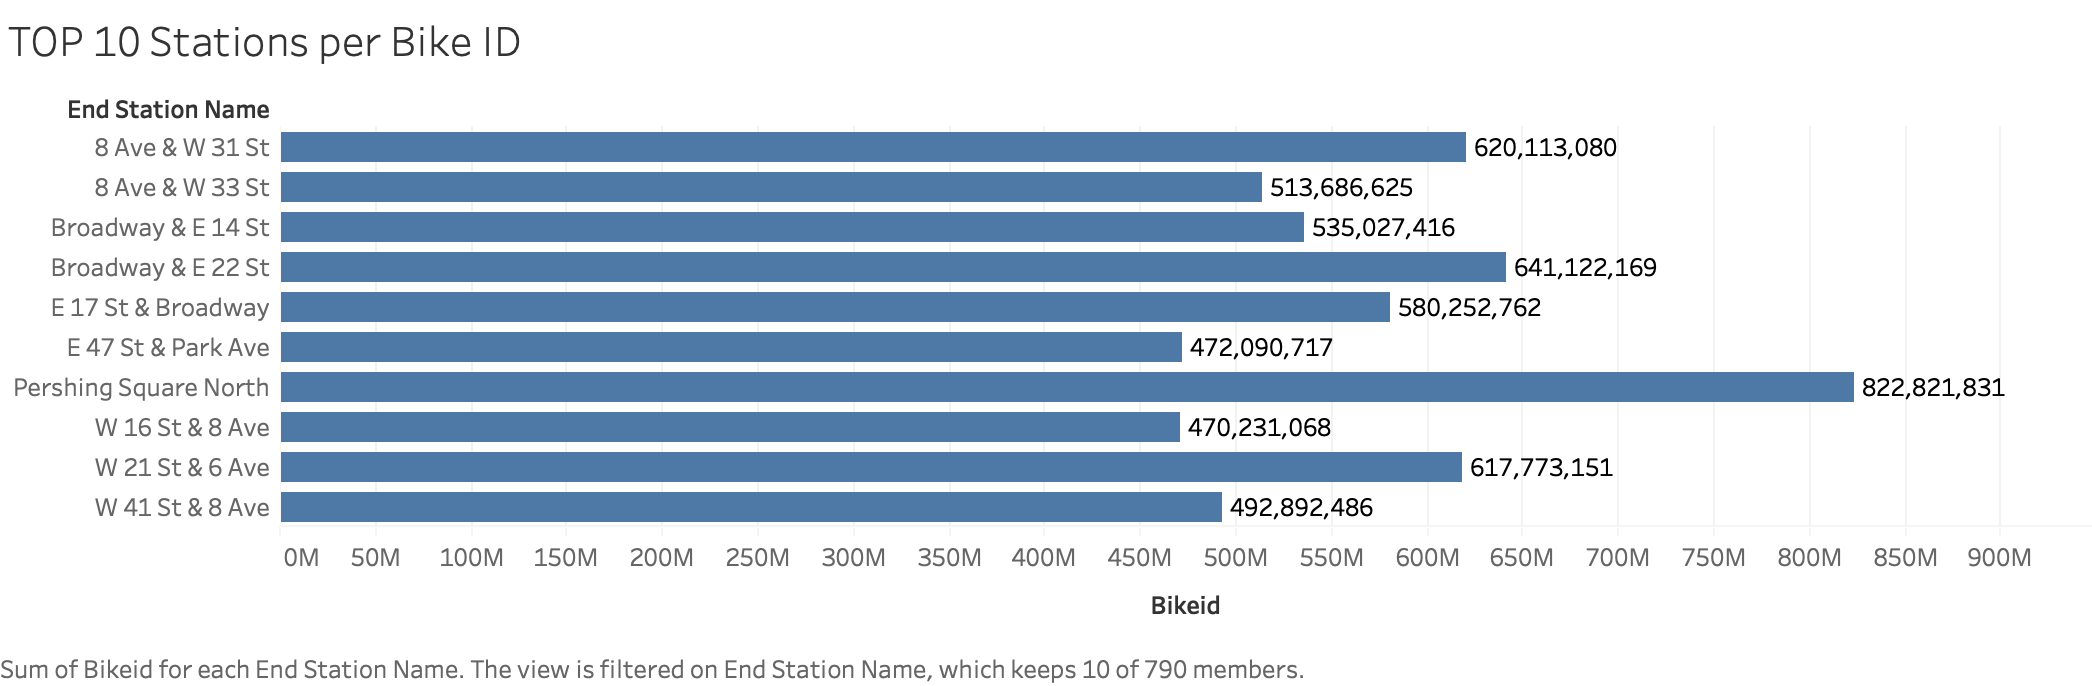 TOP 10 Stations per Bike ID
End Station Name
8 Ave & W 31 St 620,113,080
8 Ave & W 33 St 513,686,625
Broadway & E 14 St 535,027,416
Broadway & E 22 St 641,122,169
E 17 St & Broadway 580,252,762
E 47 St & Park Ave 472,090,717
Pershing Square North 822,821,831
W 16 St & 8 Ave 470,231,068
W 21 St & 6 Ave 617,773,151
W 41 St & 8 Ave 492,892,486
0M 50M 100M 150M 200M 250M 300M 350M 400M 450M 500M 550M 600M 650M 700M 750M 800M 850M 900M
Bikeid
Sum of Bikeid for each End Station Name. The view is filtered on End Station Name, which keeps 10 of 790 members.